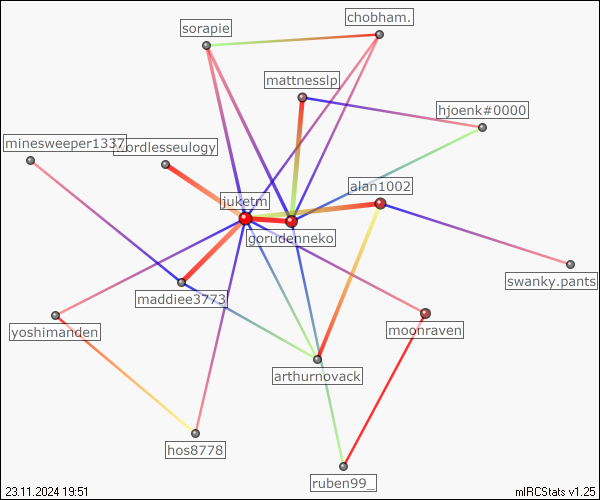 chobham.
sorapie
mattnesslp
hjoenk#0000
minesweeper1337
wordlesseulogy
alan1002
juketm
gorudenneko
swanky.pants
maddiee3773
yoshimanden
moonraven
arthurnovack
hos8778
ruben99_
23.11.2024 19:51
mIRCStats v1.25